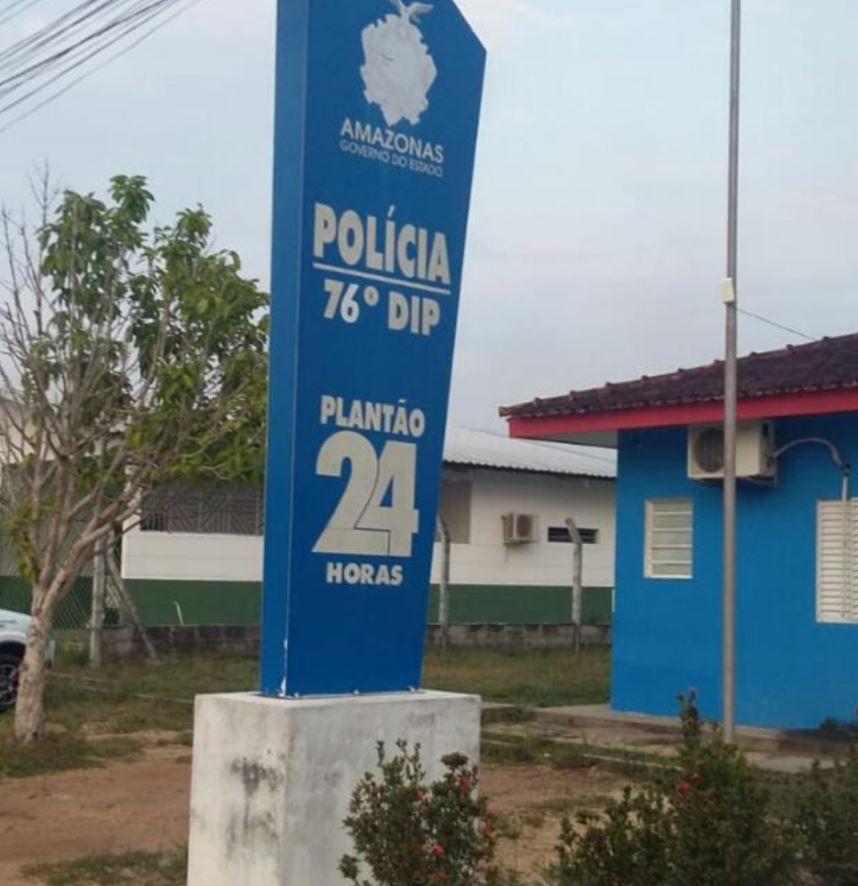 AMAZONAS
GOVERNO DO ESTADO
POLÍCIA
76º DIP
PLANTÃO
24
HORAS